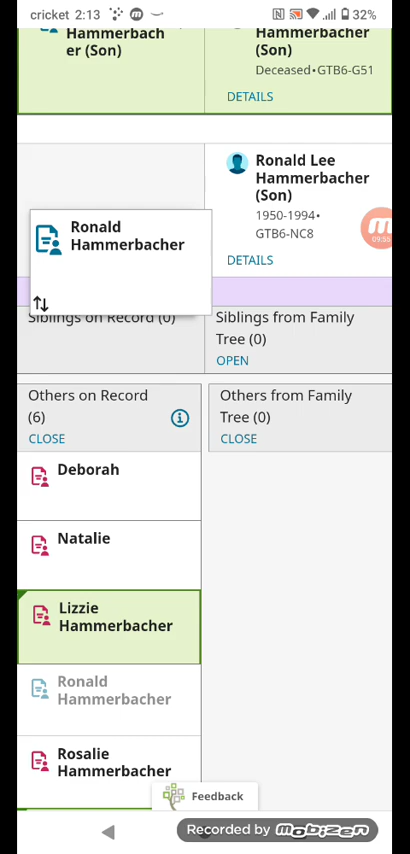 cricket 2:13
32%
Hammerbach
er (Son)
Hammerbacher
(Son)
Deceased•GTB6-G51
DETAILS
Ronald Lee
Hammerbacher
(Son)
1950-1994•
GTB6-NC8
DETAILS
09:50
Ronald
Hammerbacher
Siblings on Record (0)
Siblings from Family
Tree (0)
OPEN
Others on Record
(6)
CLOSE
Others from Family
Tree (0)
CLOSE
Deborah
Natalie
Lizzie
Hammerbacher
Ronald
Hammerbacher
Rosalie
Hammerbacher
Feedback
Recorded by mobizen